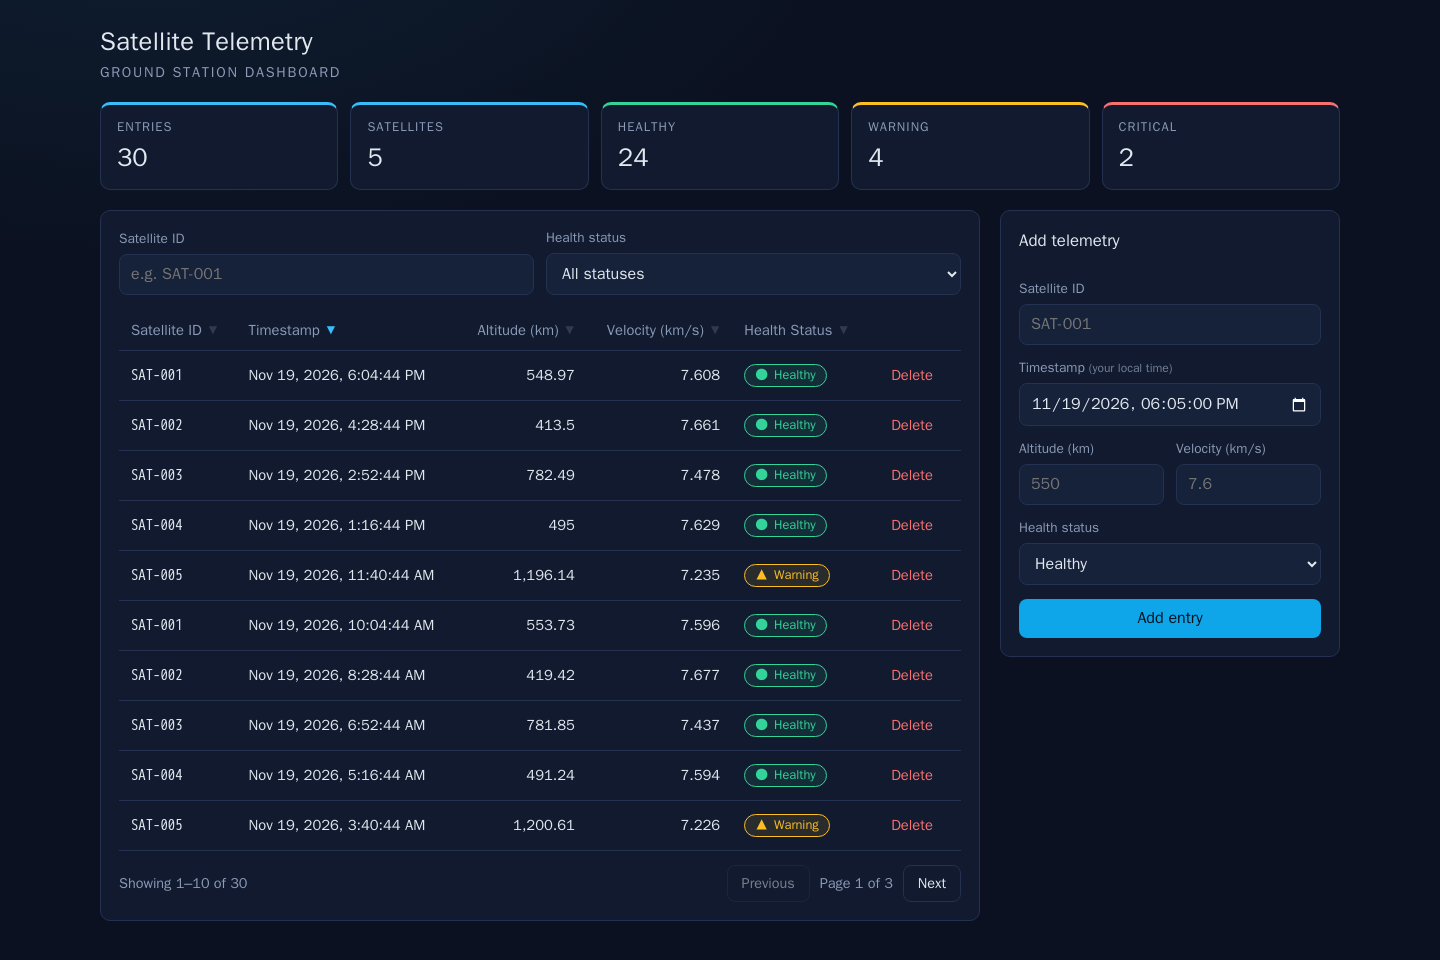 Satellite Telemetry
GROUND STATION DASHBOARD
ENTRIES
30
SATELLITES
5
HEALTHY
24
WARNING
4
CRITICAL
2
Satellite ID
e.g. SAT-001
Health status
All statuses
Satellite ID ▼ Timestamp ▼ Altitude (km) ▼ Velocity (km/s) ▼ Health Status ▼
SAT-001 Nov 19, 2026, 6:04:44 PM 548.97 7.608 Healthy Delete
SAT-002 Nov 19, 2026, 4:28:44 PM 413.5 7.661 Healthy Delete
SAT-003 Nov 19, 2026, 2:52:44 PM 782.49 7.478 Healthy Delete
SAT-004 Nov 19, 2026, 1:16:44 PM 495 7.629 Healthy Delete
SAT-005 Nov 19, 2026, 11:40:44 AM 1,196.14 7.235 Warning Delete
SAT-001 Nov 19, 2026, 10:04:44 AM 553.73 7.596 Healthy Delete
SAT-002 Nov 19, 2026, 8:28:44 AM 419.42 7.677 Healthy Delete
SAT-003 Nov 19, 2026, 6:52:44 AM 781.85 7.437 Healthy Delete
SAT-004 Nov 19, 2026, 5:16:44 AM 491.24 7.594 Healthy Delete
SAT-005 Nov 19, 2026, 3:40:44 AM 1,200.61 7.226 Warning Delete
Showing 1–10 of 30
Previous Page 1 of 3 Next
Add telemetry
Satellite ID
SAT-001
Timestamp (your local time)
11/19/2026, 06:05:00 PM
Altitude (km) Velocity (km/s)
550 7.6
Health status
Healthy
Add entry